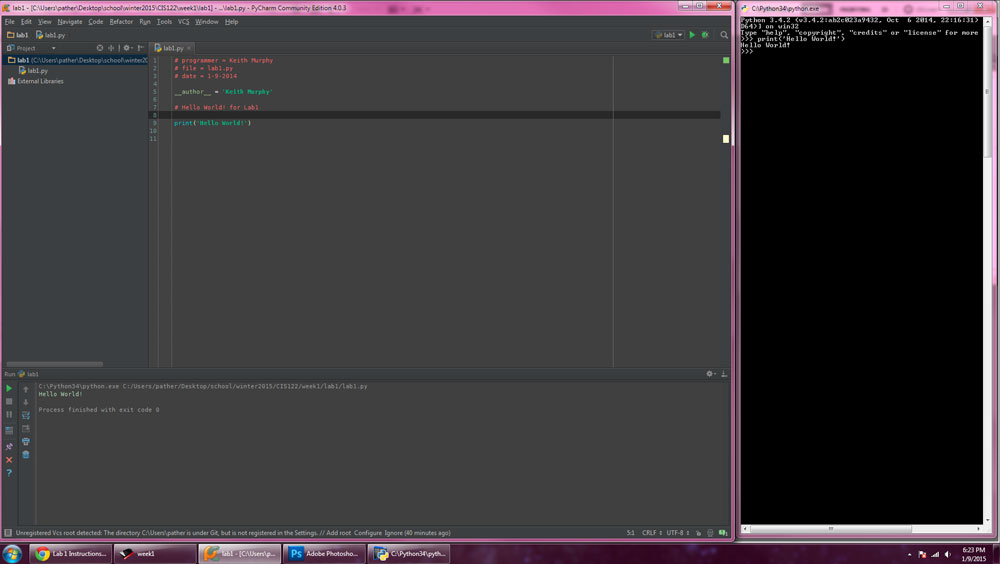 lab1 - [C:\Users\pather\Desktop\school\winter2015\CIS122\week1\lab1] - ...\lab1.py - PyCharm Community Edition 4.0.3
File Edit View Navigate Code Refactor Run Tools VCS Window Help
lab1 lab1.py
lab1
Project
lab1.py
lab1 (C:\Users\pather\Desktop\school\winter20
lab1.py
External Libraries
1 # programmer = Keith Murphy
2 # file = lab1.py
3 # date = 1-9-2014
4
5 __author__ = 'Keith Murphy'
6
7 # Hello World! for Lab1
8
9 print('Hello World!')
10
11
Run lab1
C:\Python34\python.exe C:/Users/pather/Desktop/school/winter2015/CIS122/week1/lab1/lab1.py
Hello World!
Process finished with exit code 0
Unregistered Vcs root detected: The directory C:\Users\pather is under Git, but is not registered in the Settings. // Add root Configure Ignore (40 minutes ago)
5:1 CRLF UTF-8
C:\Python34\python.exe
Python 3.4.2 (v3.4.2:ab2c023a9432, Oct 6 2014, 22:16:31)
D64)] on win32
Type "help", "copyright", "credits" or "license" for more
>>> print('Hello World!')
Hello World!
>>>
Lab 1 Instructions...
week1
lab1 - [C:\Users\p...
Ps Adobe Photosho...
C:\Python34\pyth...
6:23 PM
1/9/2015